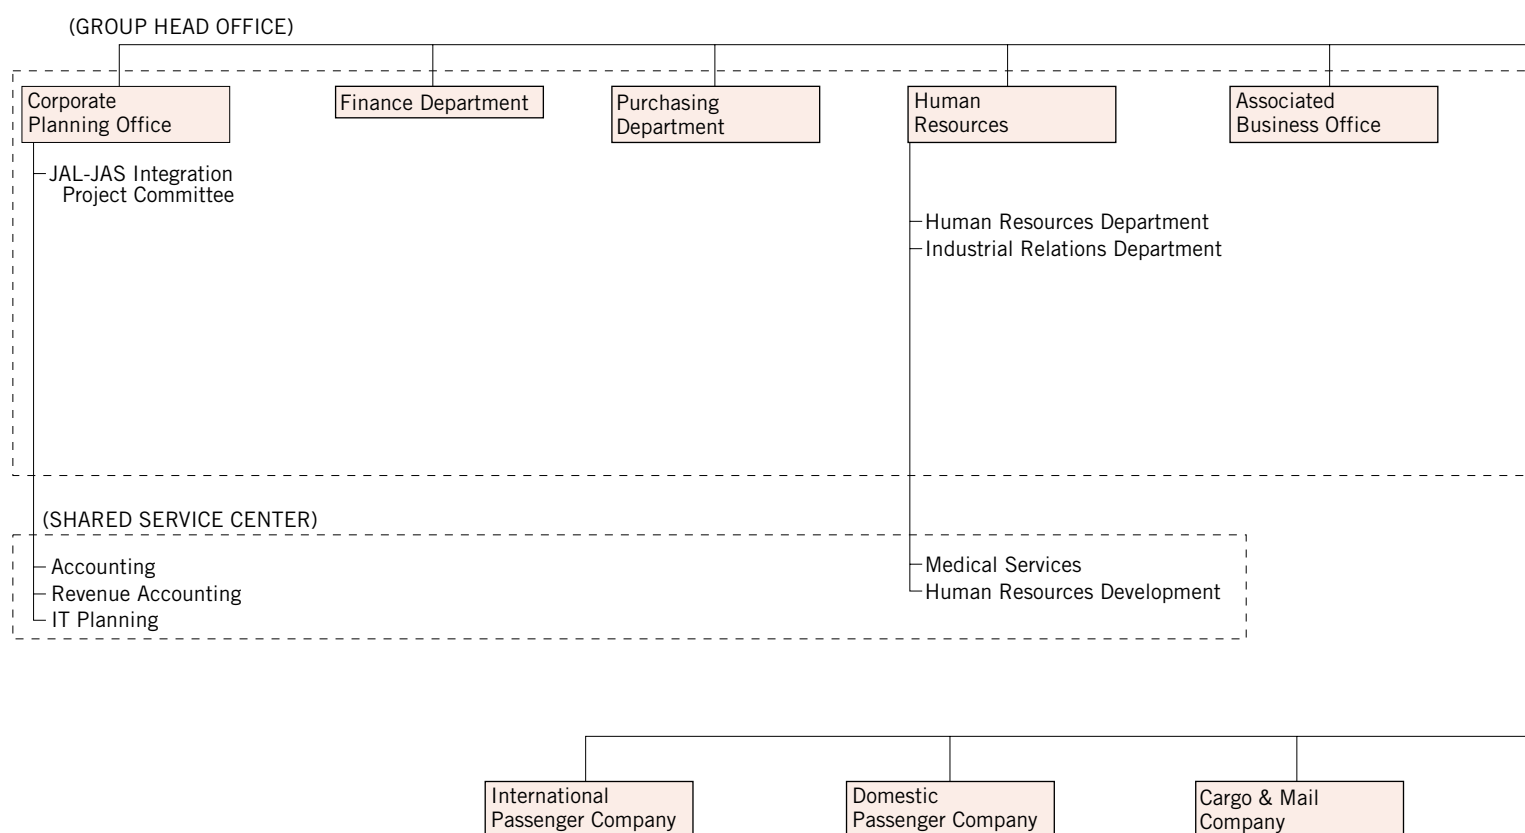 (GROUP HEAD OFFICE)
Corporate
Planning Office
Finance Department
Purchasing
Department
Human
Resources
Associated
Business Office
JAL-JAS Integration
Project Committee
Human Resources Department
Industrial Relations Department
(SHARED SERVICE CENTER)
Accounting
Revenue Accounting
IT Planning
Medical Services
Human Resources Development
International
Passenger Company
Domestic
Passenger Company
Cargo & Mail
Company